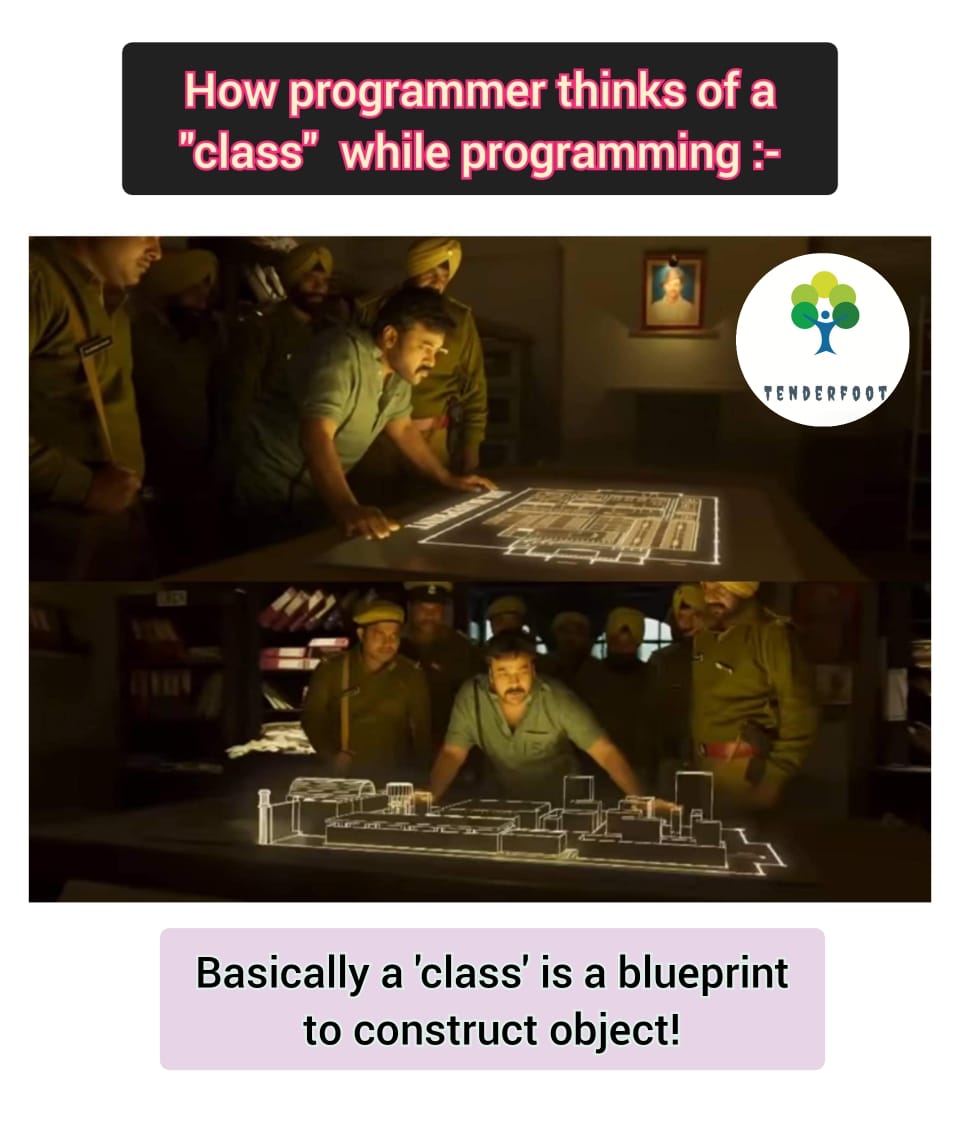 How programmer thinks of a
"class"  while programming :-
TENDERFOOT
Basically a 'class' is a blueprint
to construct object!